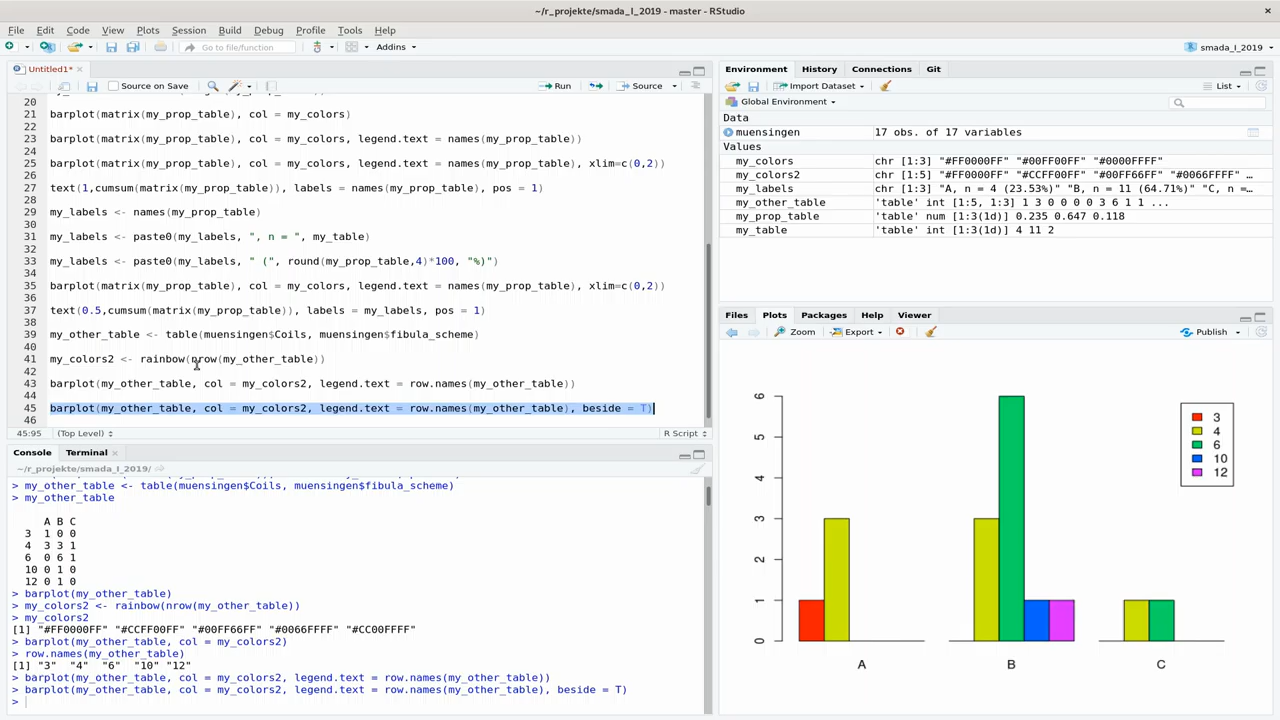 ~/r_projekte/smada_I_2019 - master - RStudio
File Edit Code View Plots Session Build Debug Profile Tools Help
Go to file/function Addins smada_I_2019
Untitled1*
Source on Save Run Source
20
21 barplot(matrix(my_prop_table), col = my_colors)
22
23 barplot(matrix(my_prop_table), col = my_colors, legend.text = names(my_prop_table))
24
25 barplot(matrix(my_prop_table), col = my_colors, legend.text = names(my_prop_table), xlim=c(0,2))
26
27 text(1,cumsum(matrix(my_prop_table)), labels = names(my_prop_table), pos = 1)
28
29 my_labels <- names(my_prop_table)
30
31 my_labels <- paste0(my_labels, ", n = ", my_table)
32
33 my_labels <- paste0(my_labels, " (", round(my_prop_table,4)*100, "%)")
34
35 barplot(matrix(my_prop_table), col = my_colors, legend.text = names(my_prop_table), xlim=c(0,2))
36
37 text(0.5,cumsum(matrix(my_prop_table)), labels = my_labels, pos = 1)
38
39 my_other_table <- table(muensingen$Coils, muensingen$fibula_scheme)
40
41 my_colors2 <- rainbow(nrow(my_other_table))
42
43 barplot(my_other_table, col = my_colors2, legend.text = row.names(my_other_table))
44
45 barplot(my_other_table, col = my_colors2, legend.text = row.names(my_other_table), beside = T)
46
45:95 (Top Level) R Script
Console Terminal
~/r_projekte/smada_I_2019/
> my_other_table <- table(muensingen$Coils, muensingen$fibula_scheme)
> my_other_table
A B C
3 1 0 0
4 3 3 1
6 0 6 1
10 0 1 0
12 0 1 0
> barplot(my_other_table)
> my_colors2 <- rainbow(nrow(my_other_table))
> my_colors2
[1] "#FF0000FF" "#CCFF00FF" "#00FF66FF" "#0066FFFF" "#CC00FFFF"
> barplot(my_other_table, col = my_colors2)
> row.names(my_other_table)
[1] "3" "4" "6" "10" "12"
> barplot(my_other_table, col = my_colors2, legend.text = row.names(my_other_table))
> barplot(my_other_table, col = my_colors2, legend.text = row.names(my_other_table), beside = T)
>
Environment History Connections Git
Import Dataset List
Global Environment
Data
muensingen 17 obs. of 17 variables
Values
my_colors chr [1:3] "#FF0000FF" "#00FF00FF" "#0000FFFF"
my_colors2 chr [1:5] "#FF0000FF" "#CCFF00FF" "#00FF66FF" "#0066FFFF" …
my_labels chr [1:3] "A, n = 4 (23.53%)" "B, n = 11 (64.71%)" "C, n =…
my_other_table 'table' int [1:5, 1:3] 1 3 0 0 0 0 3 6 1 1 ...
my_prop_table 'table' num [1:3(1d)] 0.235 0.647 0.118
my_table 'table' int [1:3(1d)] 4 11 2
Files Plots Packages Help Viewer
Zoom Export Publish
6
5
4
3
2
1
0
A B C
3
4
6
10
12